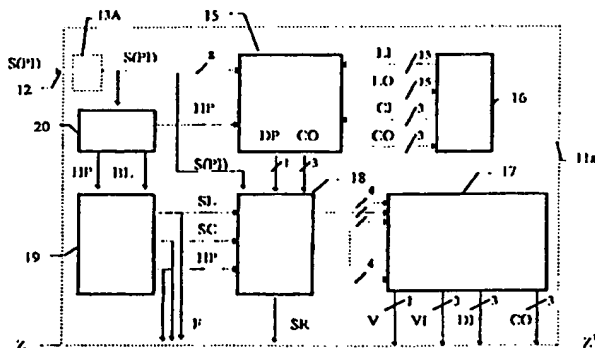 13A
15
S(PI)
S(PI)
8
LI
15
12
LO
15
16
CI
3
20
HP
CO
3
DP
CO
11a
HP
BL
S(PI)
1
3
18
17
SL
4
SC
19
HP
4
1
3
3
3
SR
V
VI
DI
CO
Z
Z'